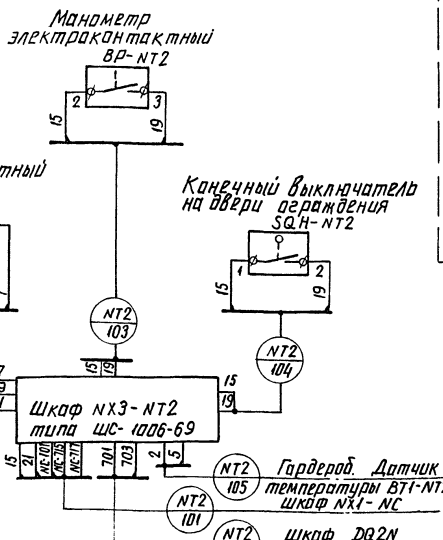 Манометр
электроконтактный
BP-NT2
2 3
15 19
тный
Конечный выключатель
на двери ограждения
SQH-NT2
1 2
15 19
NT2
103
NT2
104
15 19
15
19
Шкаф NX3-NT2
типа ШС-1006-69
15 21 NC-101 NC-715 NC-717 701 703 2 5
NT2
105
Гардероб. Датчик
температуры BT1-NT
шкаф NX1-NC
NT2
101
NT2
шкаф DQ2N